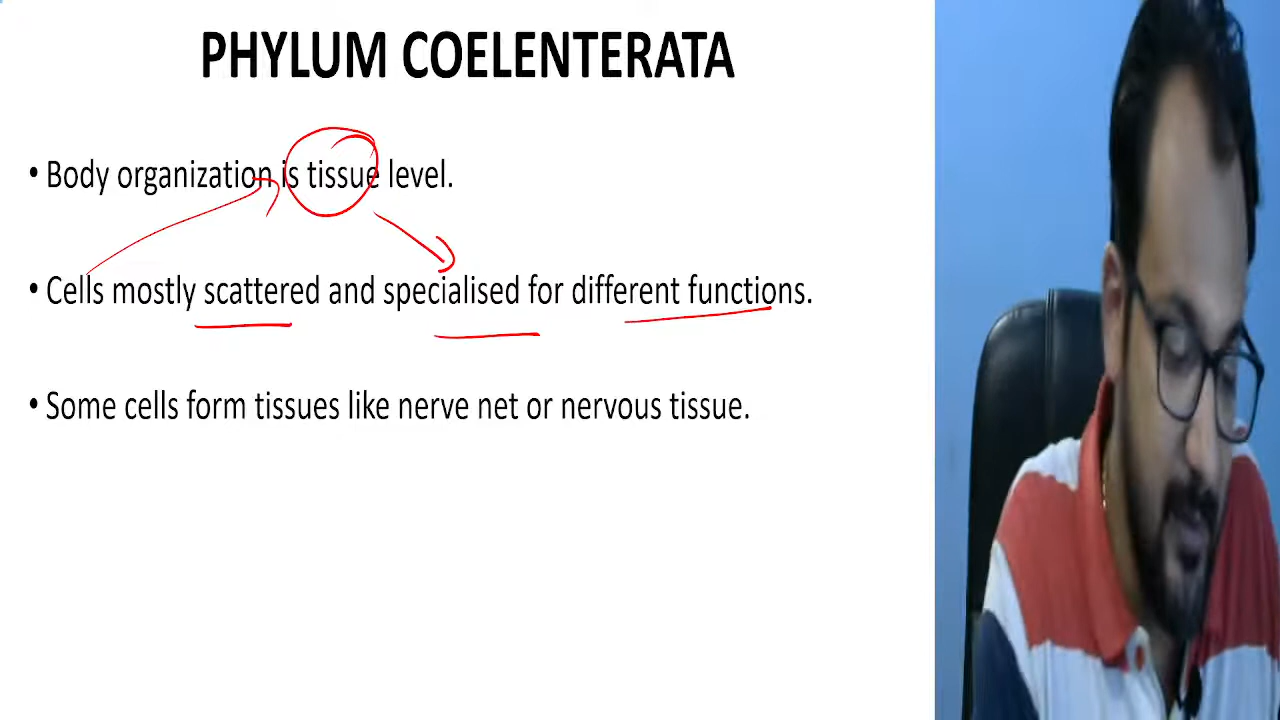 PHYLUM COELENTERATA
• Body organization is tissue level.
• Cells mostly scattered and specialised for different functions.
• Some cells form tissues like nerve net or nervous tissue.